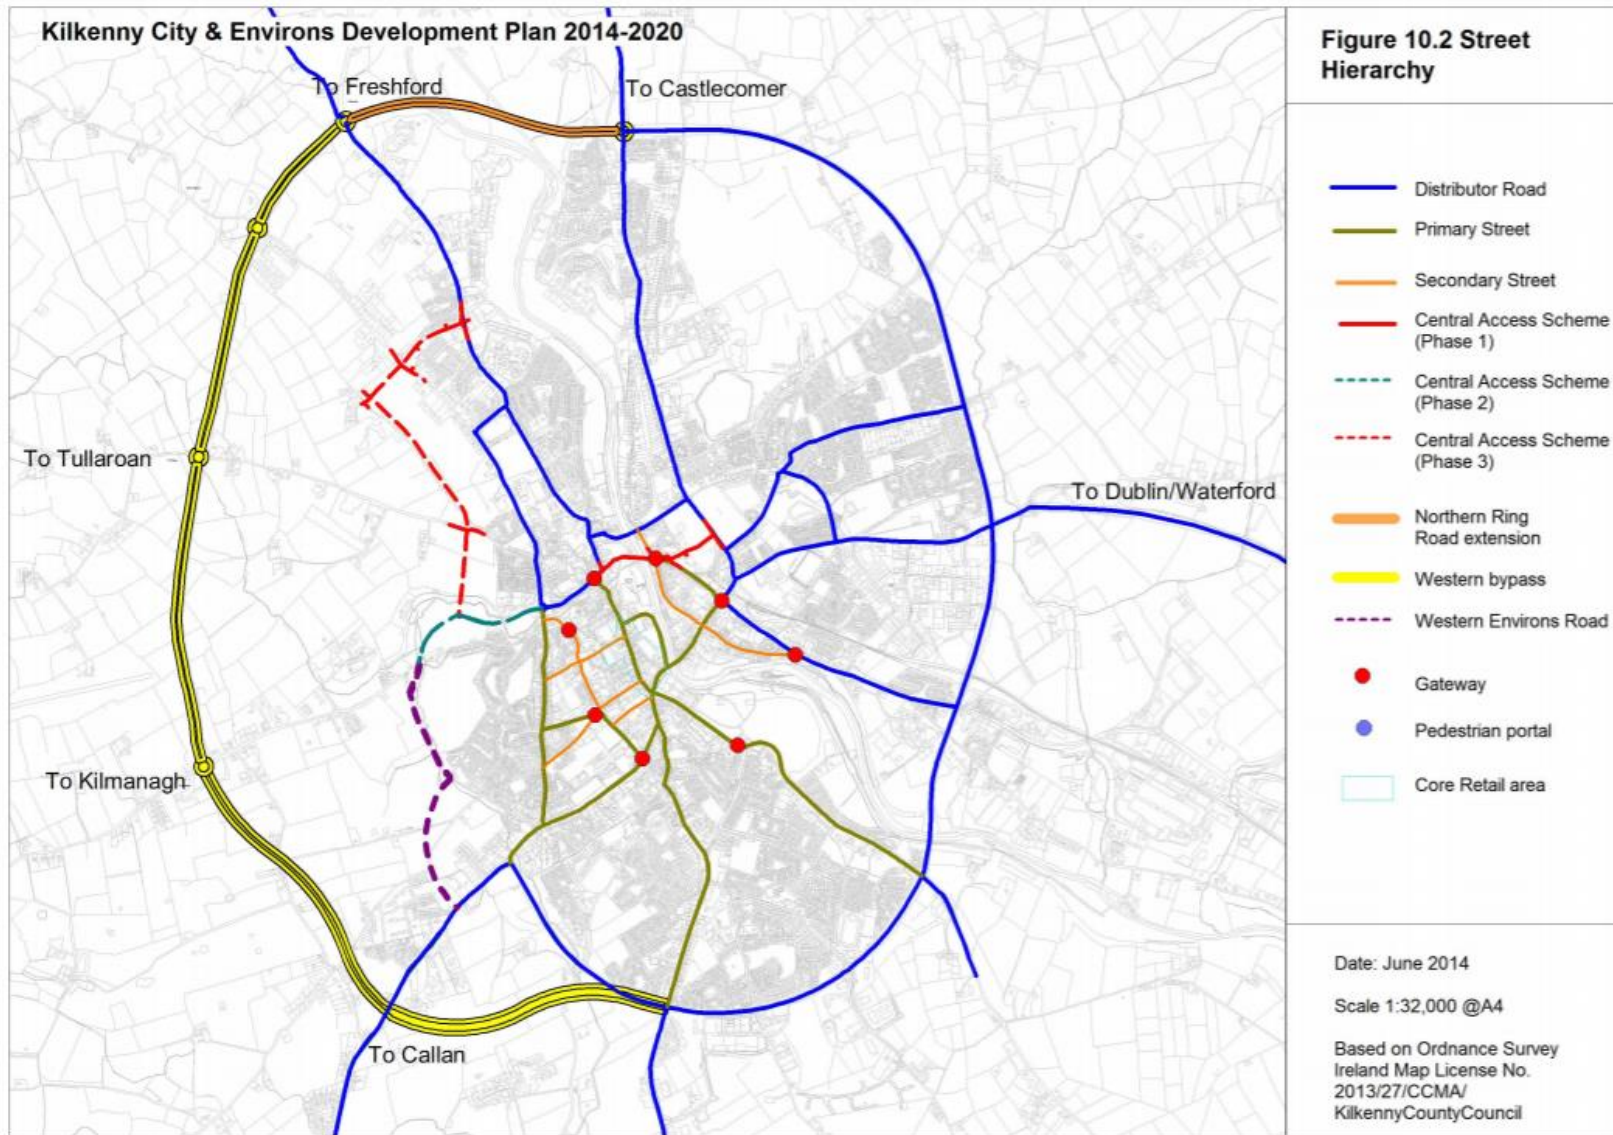 Kilkenny City & Environs Development Plan 2014-2020
To Freshford
To Castlecomer
To Tullaroan
To Dublin/Waterford
To Kilmanagh
To Callan
Figure 10.2 Street
Hierarchy
Distributor Road
Primary Street
Secondary Street
Central Access Scheme
(Phase 1)
Central Access Scheme
(Phase 2)
Central Access Scheme
(Phase 3)
Northern Ring
Road extension
Western bypass
Western Environs Road
Gateway
Pedestrian portal
Core Retail area
Date: June 2014
Scale 1:32,000 @A4
Based on Ordnance Survey
Ireland Map License No.
2013/27/CCMA/
KilkennyCountyCouncil